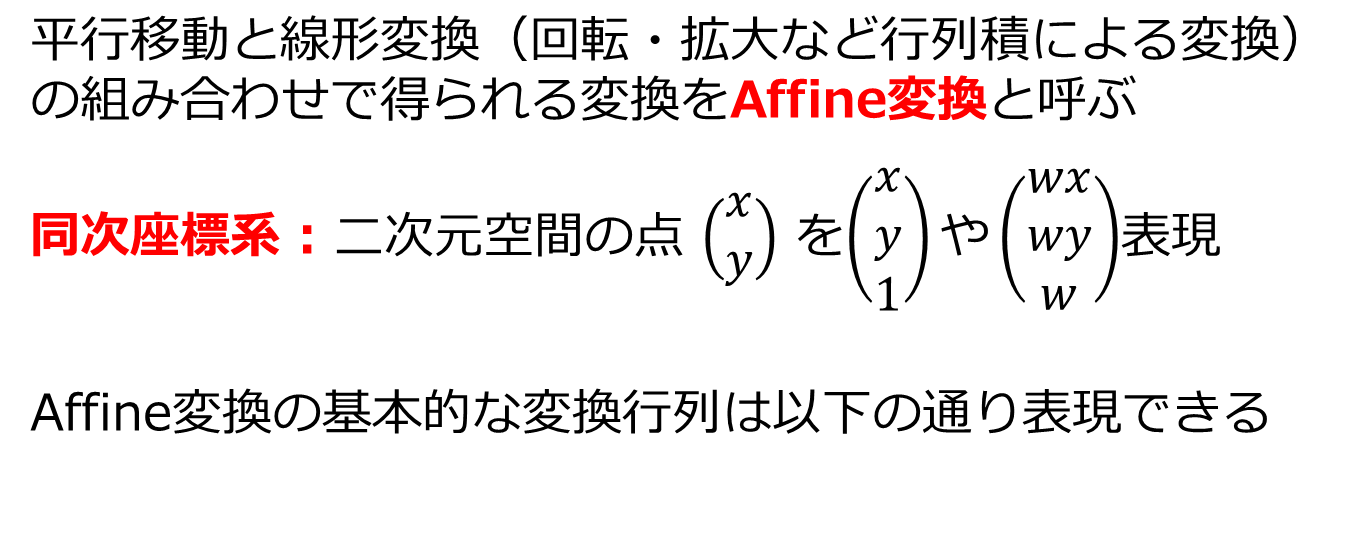 平行移動と線形変換（回転・拡大など行列積による変換）
の組み合わせで得られる変換をAffine変換と呼ぶ
同次座標系：二次元空間の点 (x y) を (x y 1) や (wx wy w) 表現
Affine変換の基本的な変換行列は以下の通り表現できる